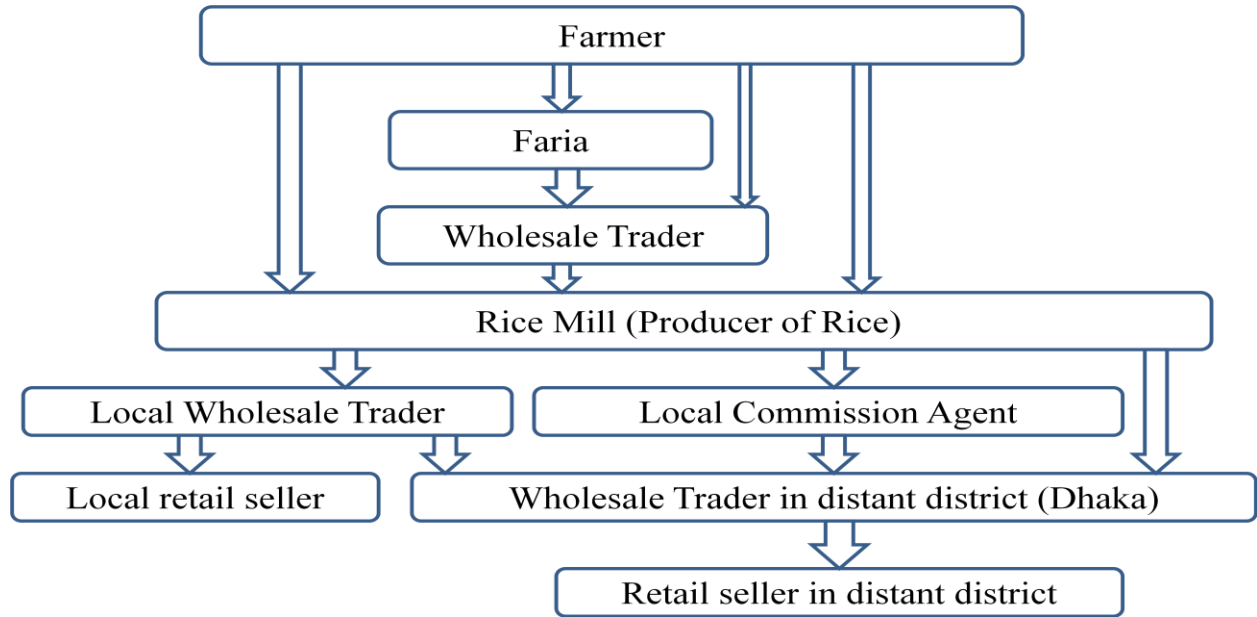 Farmer
Faria
Wholesale Trader
Rice Mill (Producer of Rice)
Local Wholesale Trader
Local Commission Agent
Local retail seller
Wholesale Trader in distant district (Dhaka)
Retail seller in distant district